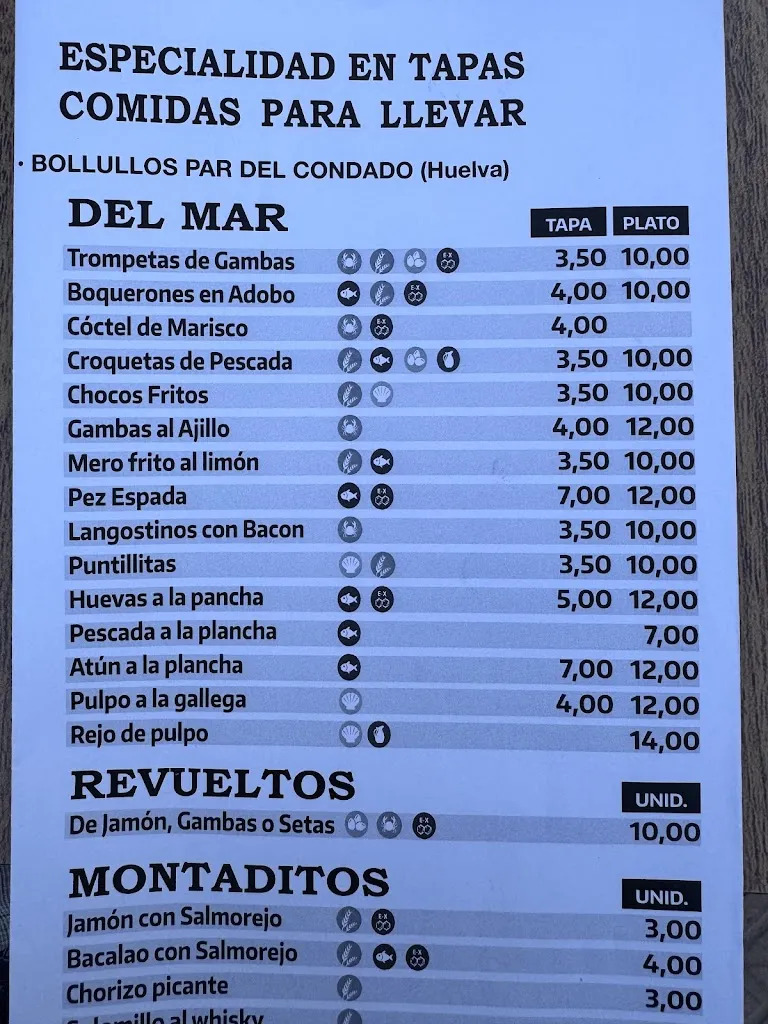 ESPECIALIDAD EN TAPAS
COMIDAS PARA LLEVAR
· BOLLULLOS PAR DEL CONDADO (Huelva)
DEL MAR TAPA PLATO
Trompetas de Gambas E-X 3,50 10,00
Boquerones en Adobo E-X 4,00 10,00
Cóctel de Marisco E-X 4,00
Croquetas de Pescada 3,50 10,00
Chocos Fritos 3,50 10,00
Gambas al Ajillo 4,00 12,00
Mero frito al limón 3,50 10,00
Pez Espada E-X 7,00 12,00
Langostinos con Bacon 3,50 10,00
Puntillitas 3,50 10,00
Huevas a la pancha E-X 5,00 12,00
Pescada a la plancha 7,00
Atún a la plancha 7,00 12,00
Pulpo a la gallega 4,00 12,00
Rejo de pulpo 14,00
REVUELTOS UNID.
De Jamón, Gambas o Setas E-X 10,00
MONTADITOS UNID.
Jamón con Salmorejo E-X 3,00
Bacalao con Salmorejo E-X 4,00
Chorizo picante 3,00
Solomillo al whisky